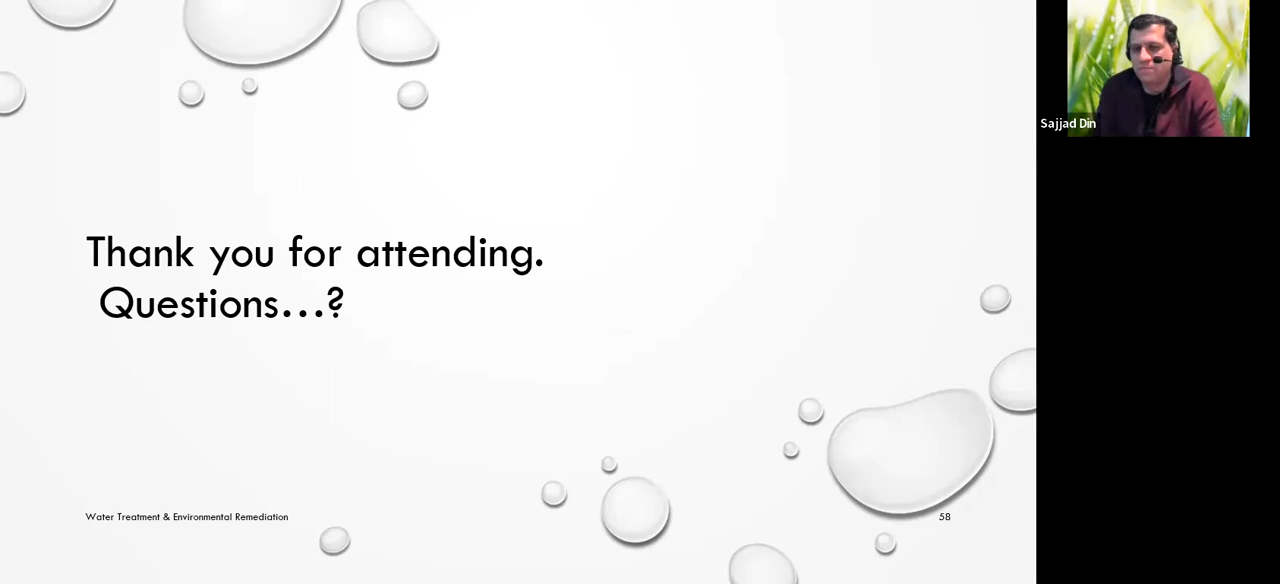 Thank you for attending.
Questions...?
Water Treatment & Environmental Remediation
58
Sajjad Din